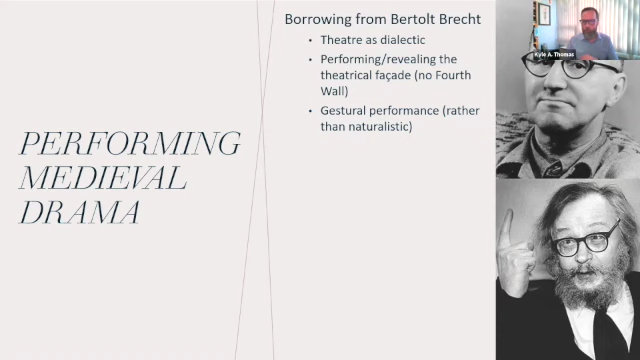 Borrowing from Bertolt Brecht
• Theatre as dialectic
• Performing/revealing the
theatrical façade (no Fourth
Wall)
• Gestural performance (rather
than naturalistic)
PERFORMING
MEDIEVAL
DRAMA
Kyle A. Thomas